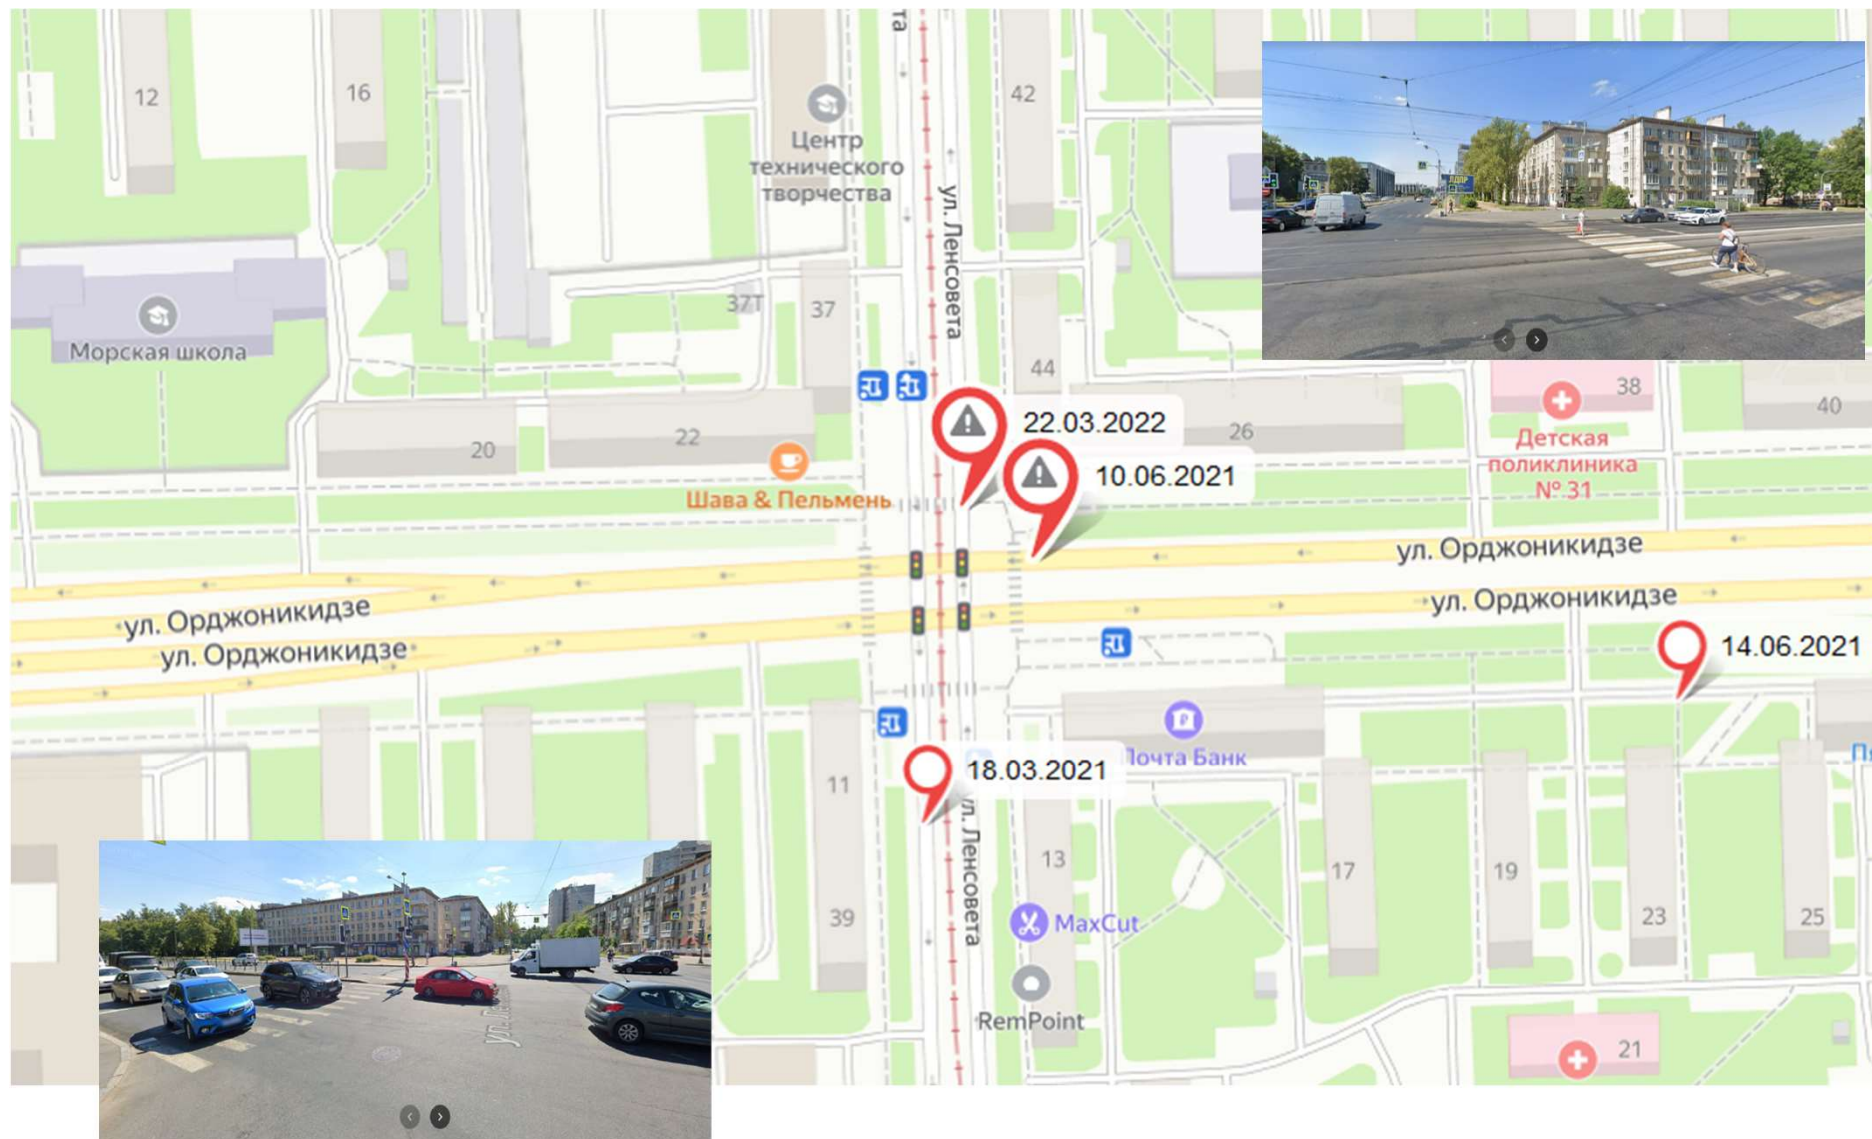 та
12
16
42
Центр
технического
творчества
ул. Ленсовета
ЛДПР
37Т
37
Морская школа
44
38
40
22.03.2022
26
Детская
поликлиника
№ 31
20
22
10.06.2021
Шава & Пельмень
ул. Орджоникидзе
ул. Орджоникидзе
ул. Орджоникидзе
ул. Орджоникидзе
14.06.2021
Почта Банк
18.03.2021
11
ул. Ленсовета
13
17
19
23
25
39
MaxCut
RemPoint
21